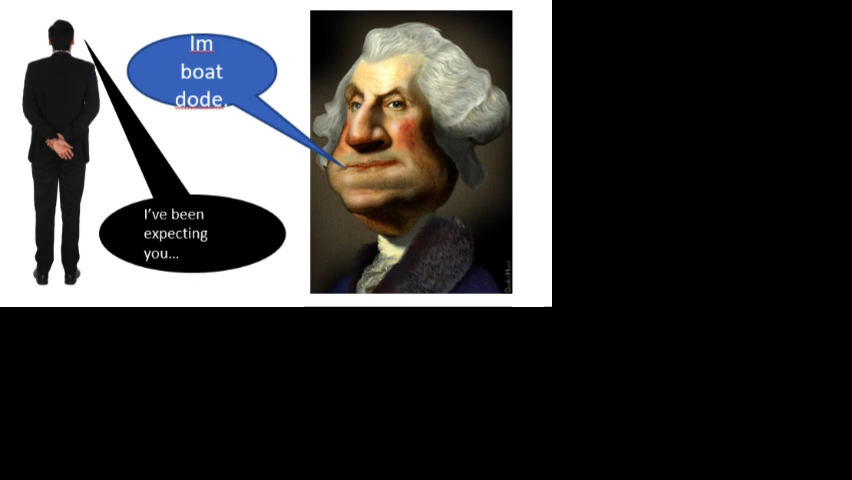 Im
boat
dode.
I've been
expecting
you...